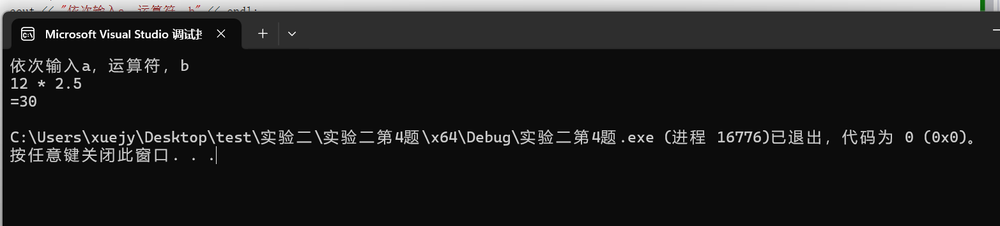 cout << "依次输入a，运算符，b" << endl;
Microsoft Visual Studio 调试控
依次输入a，运算符，b
12 * 2.5
=30
C:\Users\xuejy\Desktop\test\实验二\实验二第4题\x64\Debug\实验二第4题.exe (进程 16776)已退出，代码为 0 (0x0)。
按任意键关闭此窗口. . .